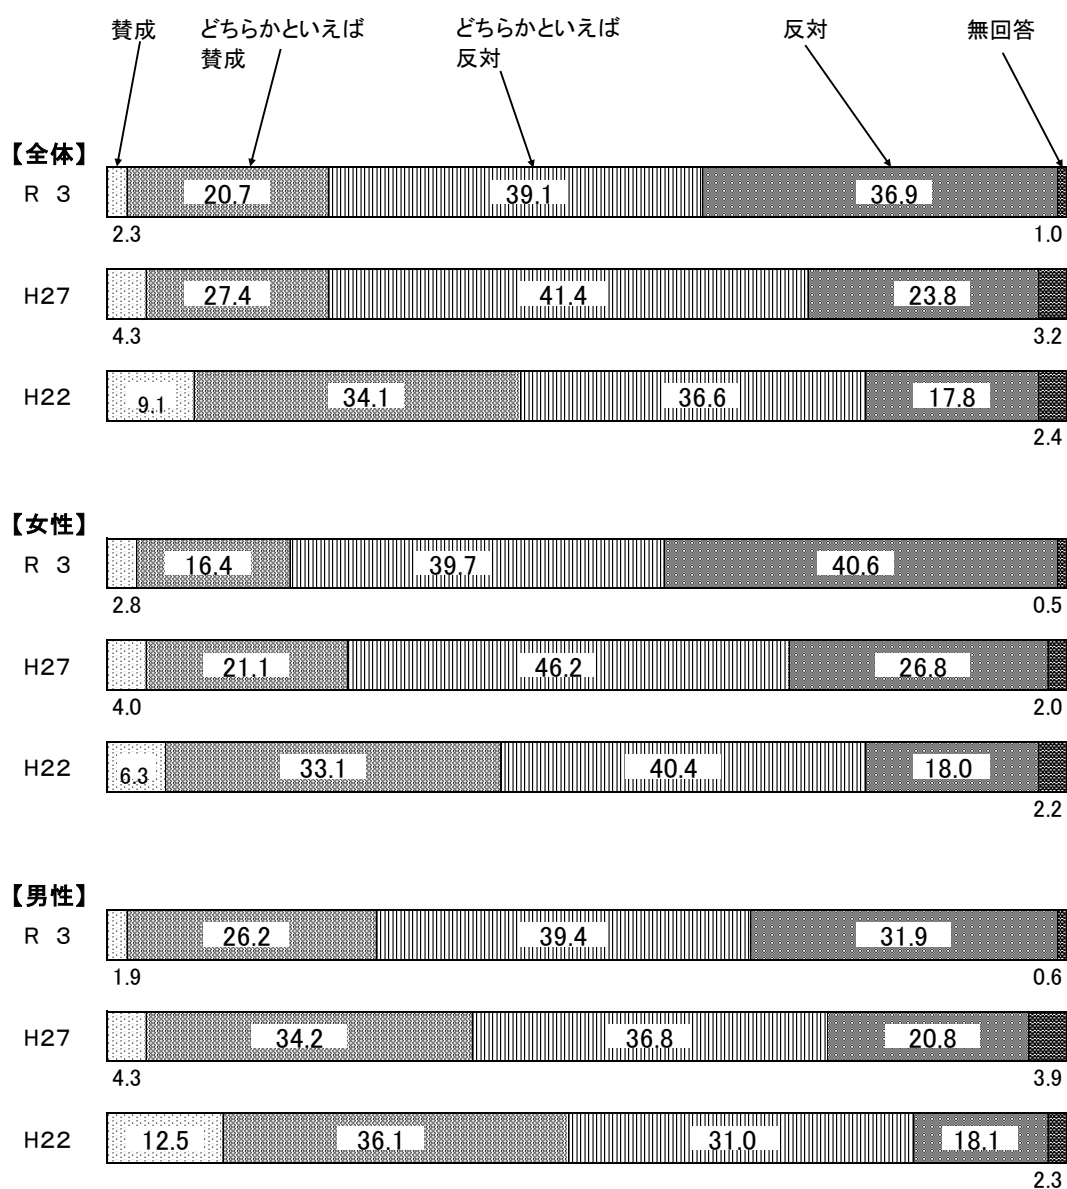 賛成 どちらかといえば 賛成 どちらかといえば 反対 反対 無回答
【全体】
R 3 20.7 39.1 36.9
2.3 1.0
H27 27.4 41.4 23.8
4.3 3.2
H22 9.1 34.1 36.6 17.8
2.4
【女性】
R 3 16.4 39.7 40.6
2.8 0.5
H27 21.1 46.2 26.8
4.0 2.0
H22 6.3 33.1 40.4 18.0
2.2
【男性】
R 3 26.2 39.4 31.9
1.9 0.6
H27 34.2 36.8 20.8
4.3 3.9
H22 12.5 36.1 31.0 18.1
2.3